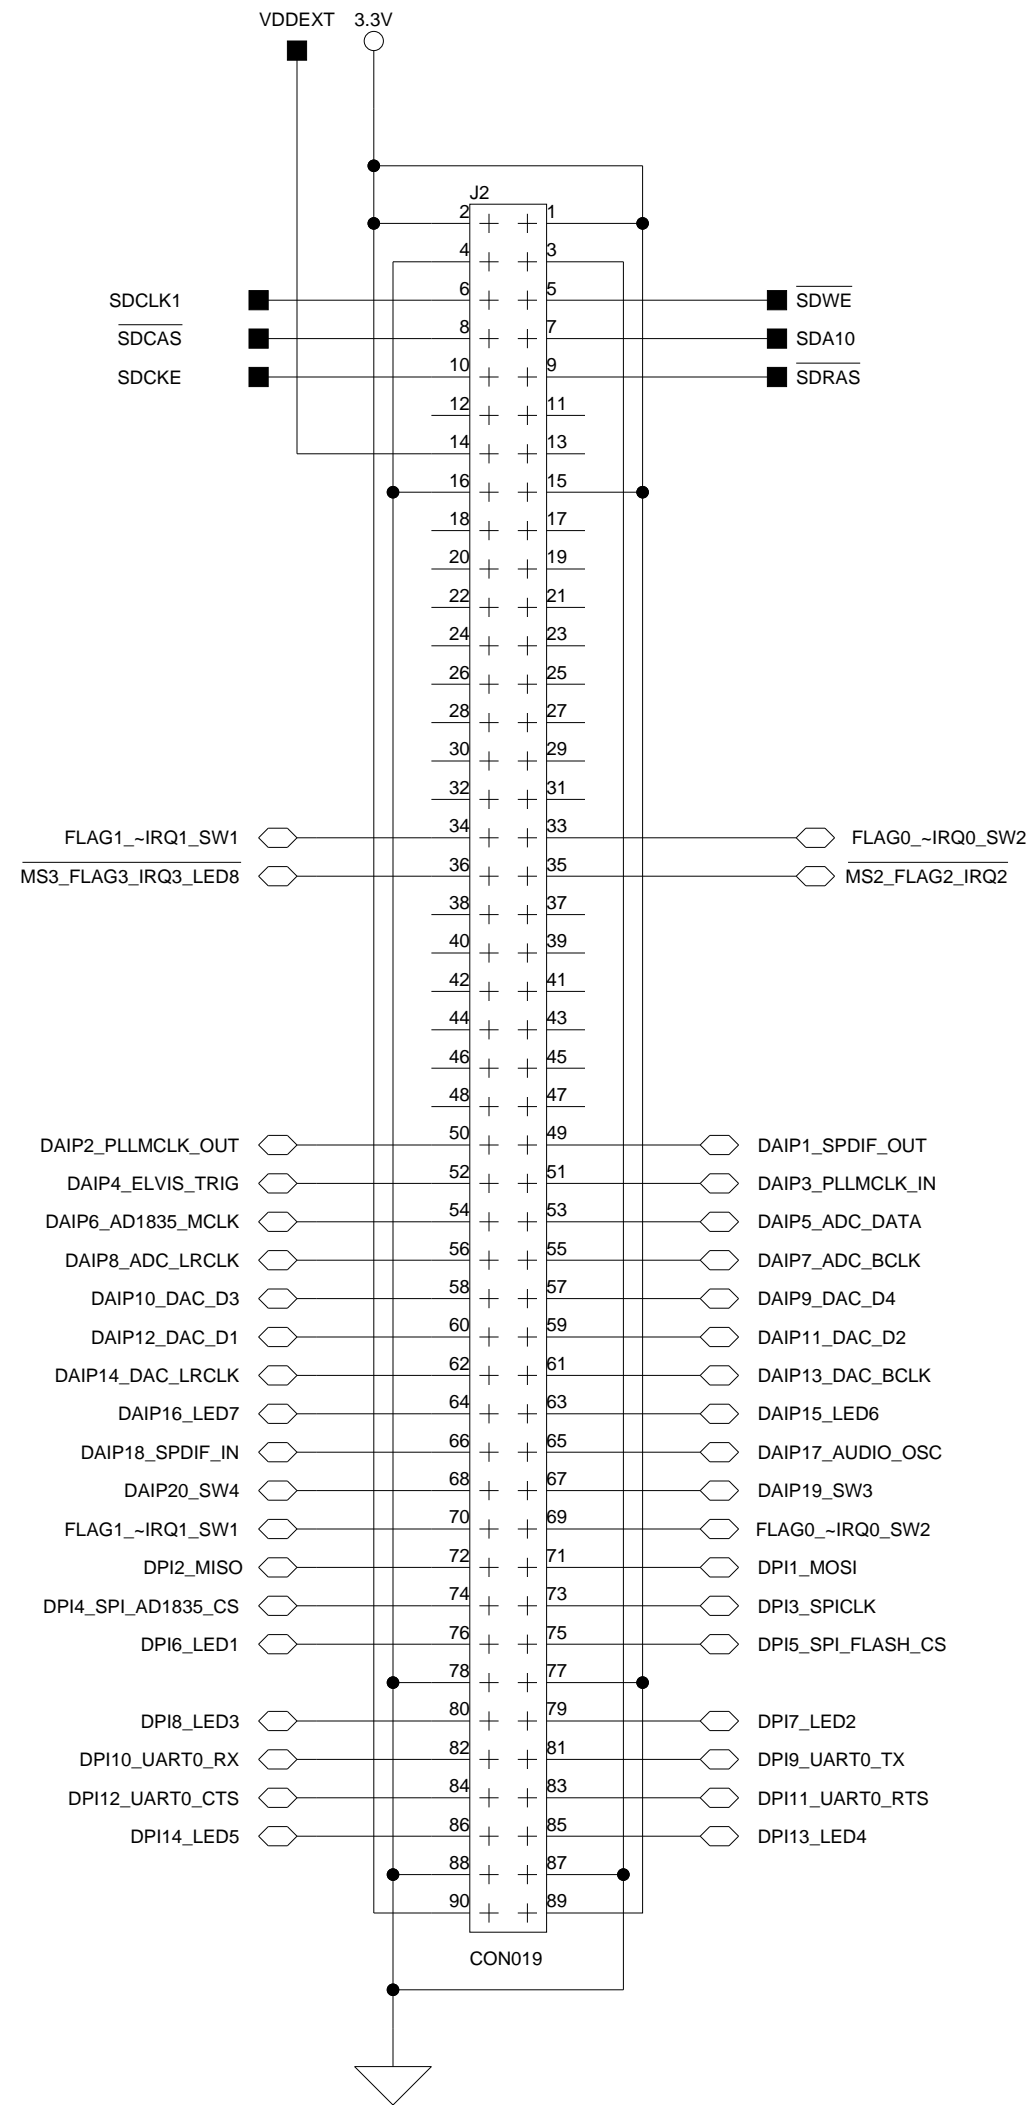 VDDEXT 3.3V
J2
2 1
4 3
SDCLK1 6 5 SDWE
SDCAS 8 7 SDA10
SDCKE 10 9 SDRAS
12 11
14 13
16 15
18 17
20 19
22 21
24 23
26 25
28 27
30 29
32 31
FLAG1_~IRQ1_SW1 34 33 FLAG0_~IRQ0_SW2
MS3_FLAG3_IRQ3_LED8 36 35 MS2_FLAG2_IRQ2
38 37
40 39
42 41
44 43
46 45
48 47
DAIP2_PLLMCLK_OUT 50 49 DAIP1_SPDIF_OUT
DAIP4_ELVIS_TRIG 52 51 DAIP3_PLLMCLK_IN
DAIP6_AD1835_MCLK 54 53 DAIP5_ADC_DATA
DAIP8_ADC_LRCLK 56 55 DAIP7_ADC_BCLK
DAIP10_DAC_D3 58 57 DAIP9_DAC_D4
DAIP12_DAC_D1 60 59 DAIP11_DAC_D2
DAIP14_DAC_LRCLK 62 61 DAIP13_DAC_BCLK
DAIP16_LED7 64 63 DAIP15_LED6
DAIP18_SPDIF_IN 66 65 DAIP17_AUDIO_OSC
DAIP20_SW4 68 67 DAIP19_SW3
FLAG1_~IRQ1_SW1 70 69 FLAG0_~IRQ0_SW2
DPI2_MISO 72 71 DPI1_MOSI
DPI4_SPI_AD1835_CS 74 73 DPI3_SPICLK
DPI6_LED1 76 75 DPI5_SPI_FLASH_CS
78 77
DPI8_LED3 80 79 DPI7_LED2
DPI10_UART0_RX 82 81 DPI9_UART0_TX
DPI12_UART0_CTS 84 83 DPI11_UART0_RTS
DPI14_LED5 86 85 DPI13_LED4
88 87
90 89
CON019